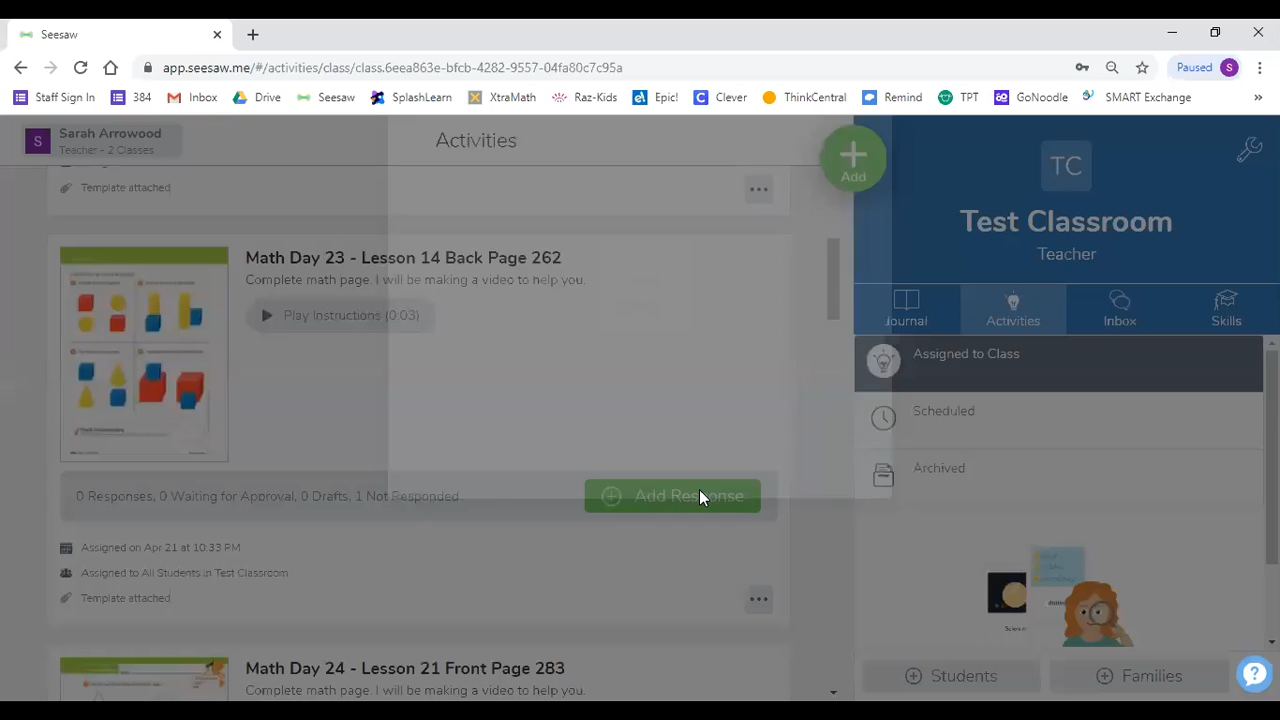 Seesaw
app.seesaw.me/#/activities/class/class.6eea863e-bfcb-4282-9557-04fa80c7c95a
Paused S
Staff Sign In 384 Inbox Drive Seesaw SplashLearn XtraMath Raz-Kids Epic! Clever ThinkCentral Remind TPT GoNoodle SMART Exchange »
S Sarah Arrowood
Teacher - 2 Classes
Activities
Add
Template attached
Math Day 23 - Lesson 14 Back Page 262
Complete math page. I will be making a video to help you.
Play Instructions (0:03)
0 Responses, 0 Waiting for Approval, 0 Drafts, 1 Not Responded
Add Response
Assigned on Apr 21 at 10:33 PM
Assigned to All Students in Test Classroom
Template attached
Math Day 24 - Lesson 21 Front Page 283
Complete math page. I will be making a video to help you.
TC
Test Classroom
Teacher
Journal Activities Inbox Skills
Assigned to Class
Scheduled
Archived
Students Families
?